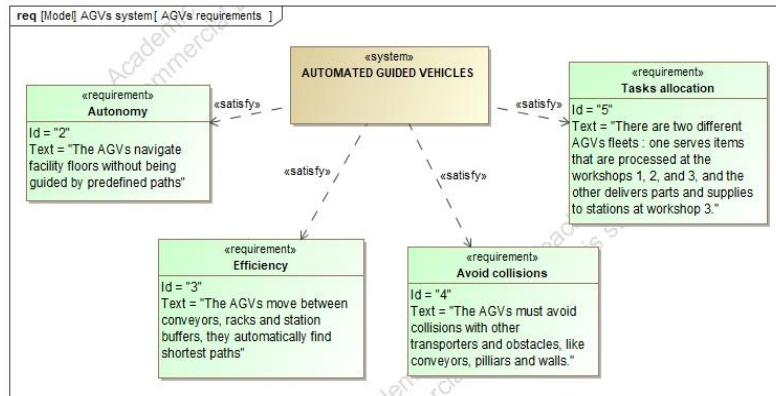 req [Model] AGVs system[ AGVs requirements ]
«system»
AUTOMATED GUIDED VEHICLES
«requirement»
Autonomy
Id = "2"
Text = "The AGVs navigate
facility floors without being
guided by predefined paths"
«satisfy»
«satisfy»
«satisfy»
«satisfy»
«requirement»
Tasks allocation
Id = "5"
Text = "There are two different
AGVs fleets : one serves items
that are processed at the
workshops 1, 2, and 3, and the
other delivers parts and supplies
to stations at workshop 3."
«requirement»
Efficiency
Id = "3"
Text = "The AGVs move between
conveyors, racks and station
buffers, they automatically find
shortest paths"
«requirement»
Avoid collisions
Id = "4"
Text = "The AGVs must avoid
collisions with other
transporters and obstacles, like
conveyors, pilliars and walls."